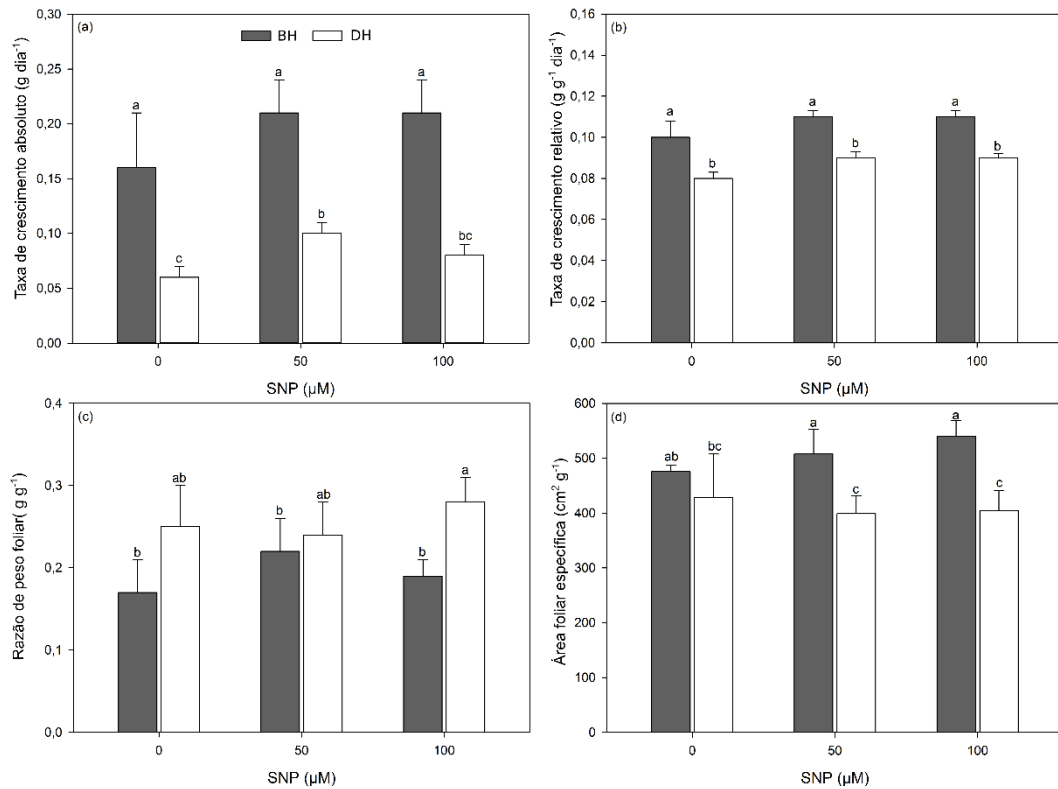 (a)
BH DH
Taxa de crescimento absoluto (g dia⁻¹)
0,30
0,25
0,20
0,15
0,10
0,05
0,00
a
c
a
b
a
bc
0 50 100
SNP (µM)
(b)
Taxa de crescimento relativo (g g⁻¹ dia⁻¹)
0,16
0,14
0,12
0,10
0,08
0,06
0,04
0,02
0,00
a
b
a
b
a
b
0 50 100
SNP (µM)
(c)
Razão de peso foliar( g g⁻¹)
0,4
0,3
0,2
0,1
0,0
b
ab
b
ab
b
a
0 50 100
SNP (µM)
(d)
Área foliar específica (cm² g⁻¹)
600
500
400
300
200
100
0
ab
bc
a
c
a
c
0 50 100
SNP (µM)